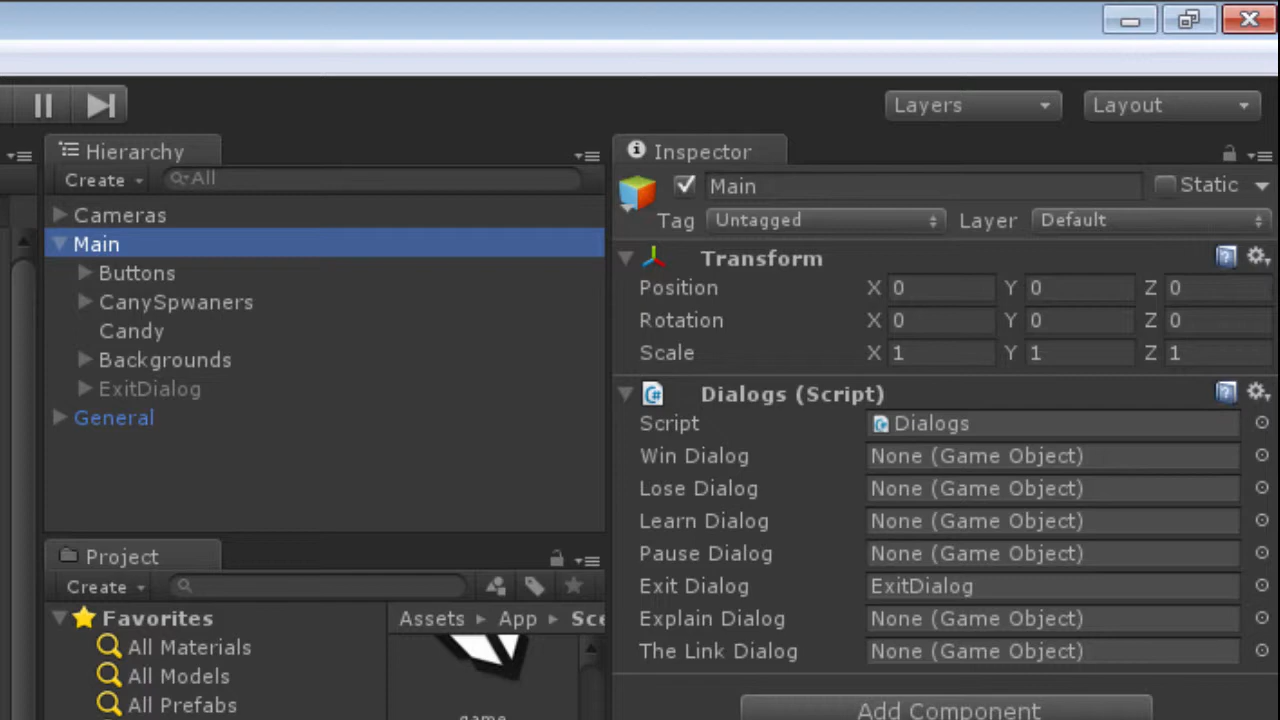 Layers
Layout
Hierarchy
Create
All
Cameras
Main
Buttons
CanySpwaners
Candy
Backgrounds
ExitDialog
General
Project
Create
Favorites
All Materials
All Models
All Prefabs
Assets
App
Sce
game
Inspector
Main
Static
Tag
Untagged
Layer
Default
Transform
Position X 0 Y 0 Z 0
Rotation X 0 Y 0 Z 0
Scale X 1 Y 1 Z 1
Dialogs (Script)
Script Dialogs
Win Dialog None (Game Object)
Lose Dialog None (Game Object)
Learn Dialog None (Game Object)
Pause Dialog None (Game Object)
Exit Dialog ExitDialog
Explain Dialog None (Game Object)
The Link Dialog None (Game Object)
Add Component